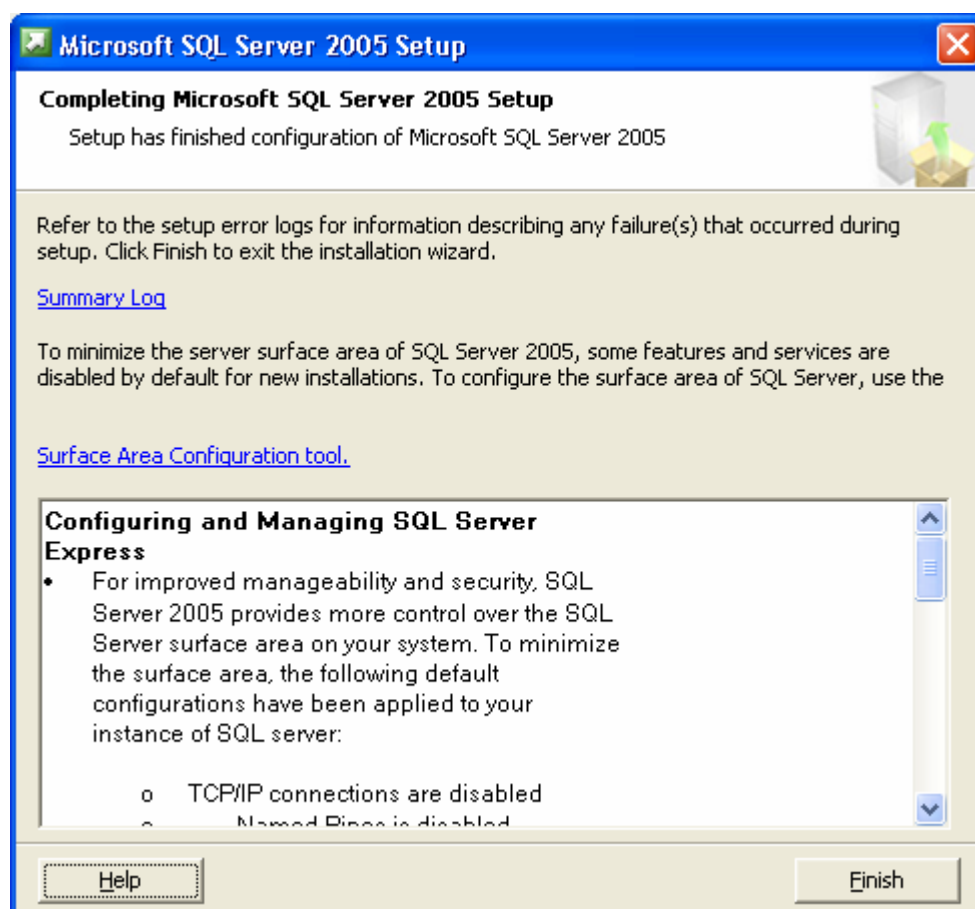 Microsoft SQL Server 2005 Setup
Completing Microsoft SQL Server 2005 Setup
Setup has finished configuration of Microsoft SQL Server 2005
Refer to the setup error logs for information describing any failure(s) that occurred during
setup. Click Finish to exit the installation wizard.
Summary Log
To minimize the server surface area of SQL Server 2005, some features and services are
disabled by default for new installations. To configure the surface area of SQL Server, use the
Surface Area Configuration tool.
Configuring and Managing SQL Server
Express
• For improved manageability and security, SQL
Server 2005 provides more control over the SQL
Server surface area on your system. To minimize
the surface area, the following default
configurations have been applied to your
instance of SQL server:
o TCP/IP connections are disabled
o Named Pipes is disabled
Help
Finish